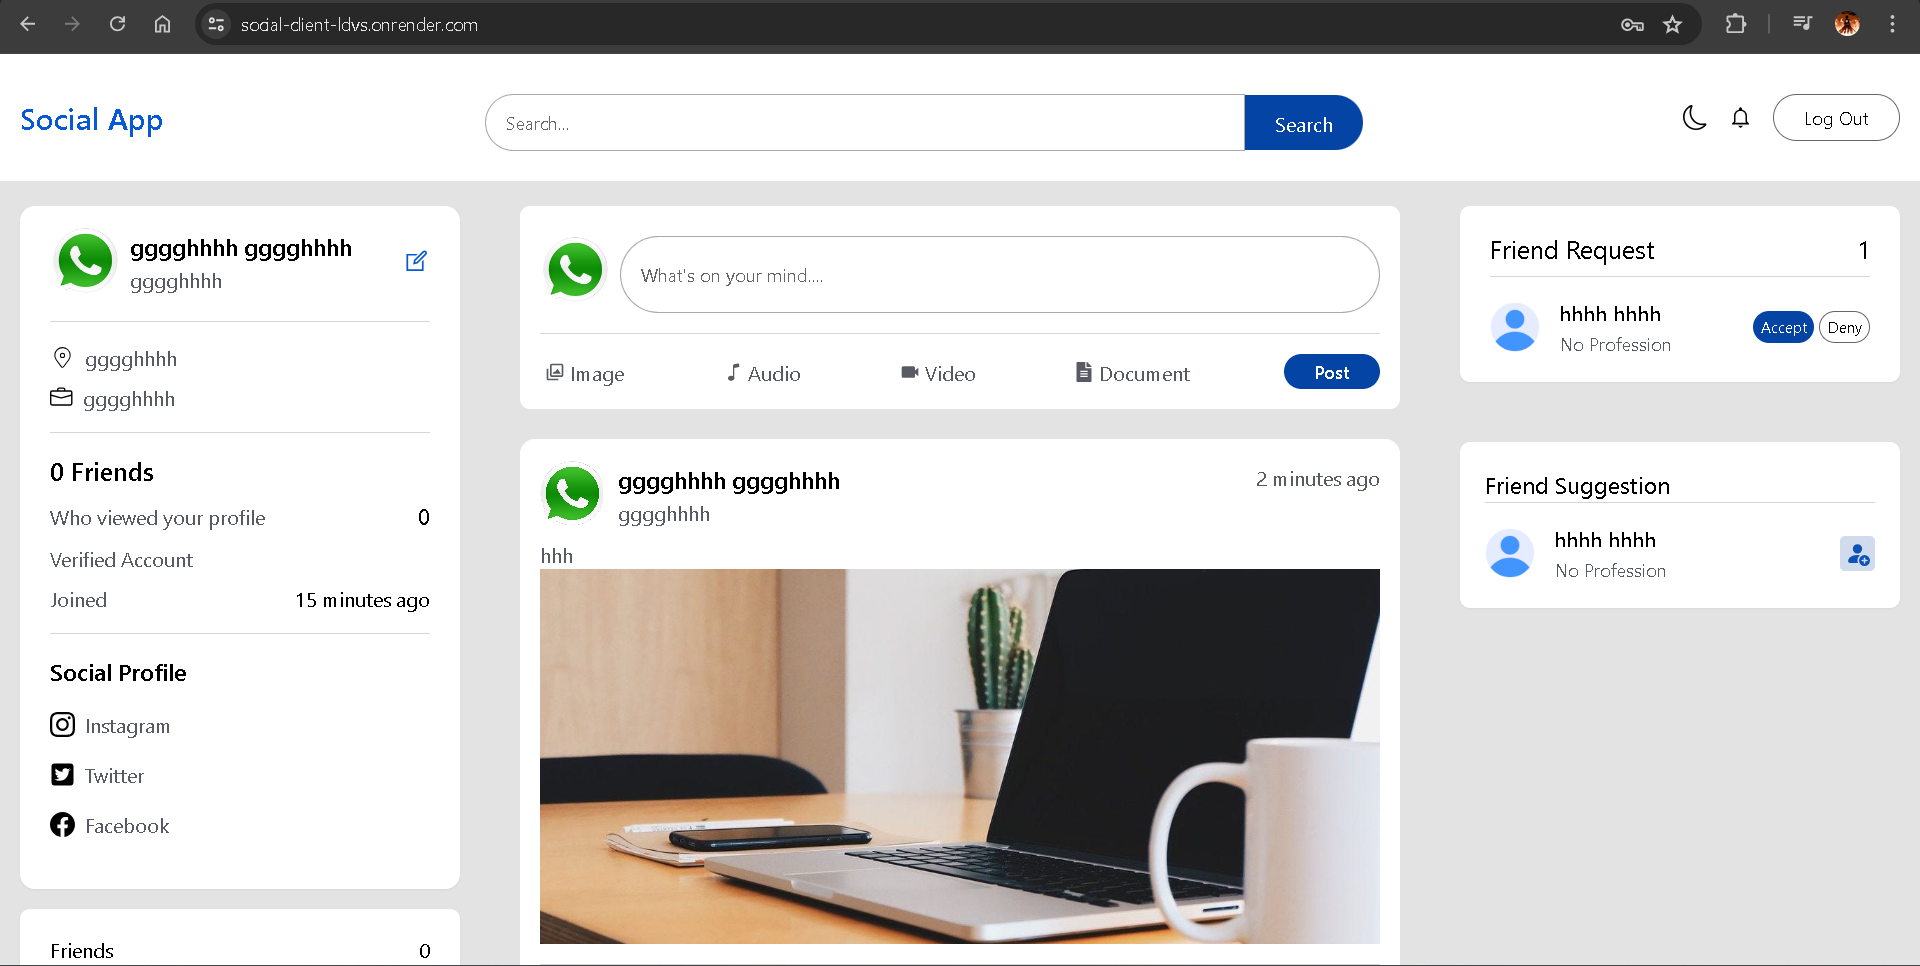 social-client-ldvs.onrender.com
Social App
Search...
Search
Log Out
gggghhhh gggghhhh
gggghhhh
gggghhhh
gggghhhh
0 Friends
Who viewed your profile 0
Verified Account
Joined 15 minutes ago
Social Profile
Instagram
Twitter
Facebook
Friends 0
What's on your mind....
Image Audio Video Document Post
gggghhhh gggghhhh 2 minutes ago
gggghhhh
hhh
Friend Request 1
hhhh hhhh
No Profession
Accept Deny
Friend Suggestion
hhhh hhhh
No Profession